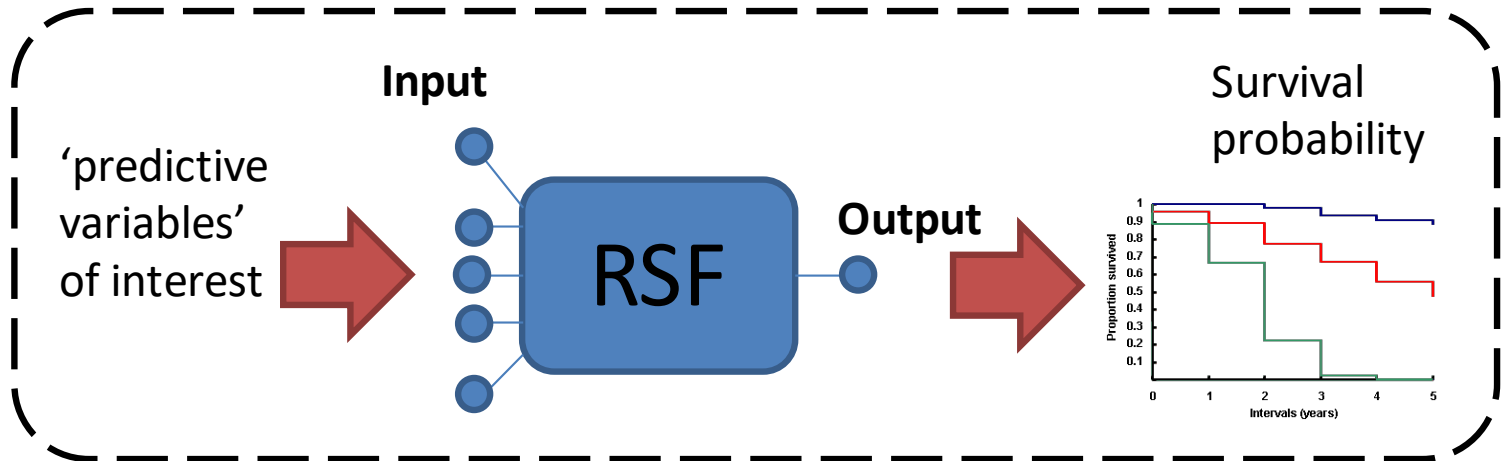 ‘predictive
variables’
of interest
Input
RSF
Output
Survival
probability
Proportion survived
1
0.9
0.8
0.7
0.6
0.5
0.4
0.3
0.2
0.1
0 1 2 3 4 5
Intervals (years)